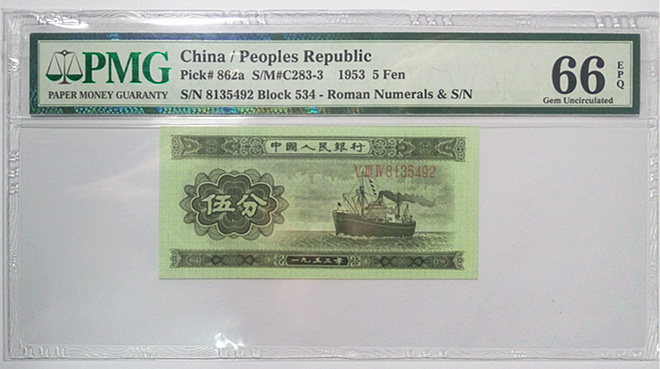 PMG
PAPER MONEY GUARANTY
China / Peoples Republic
Pick# 862a S/M#C283-3 1953 5 Fen
S/N 8135492 Block 534 - Roman Numerals & S/N
66 EPQ
Gem Uncirculated
中國人民銀行
V III IV 8135492
伍分
一九五三年